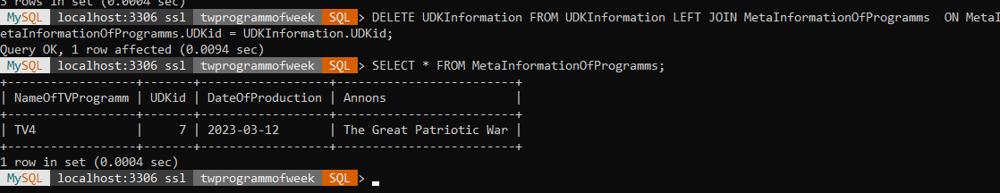 3 rows in set (0.0004 sec)
MySQL localhost:3306 ssl twprogrammofweek SQL > DELETE UDKInformation FROM UDKInformation LEFT JOIN MetaInformationOfProgramms  ON MetaI
etaInformationOfProgramms.UDKid = UDKInformation.UDKid;
Query OK, 1 row affected (0.0094 sec)
MySQL localhost:3306 ssl twprogrammofweek SQL > SELECT * FROM MetaInformationOfProgramms;
+-----------------+-------+------------------+-------------------------+
| NameOfTVProgramm | UDKid | DateOfProduction | Annons                  |
+-----------------+-------+------------------+-------------------------+
| TV4              |     7 | 2023-03-12       | The Great Patriotic War |
+-----------------+-------+------------------+-------------------------+
1 row in set (0.0004 sec)
MySQL localhost:3306 ssl twprogrammofweek SQL >